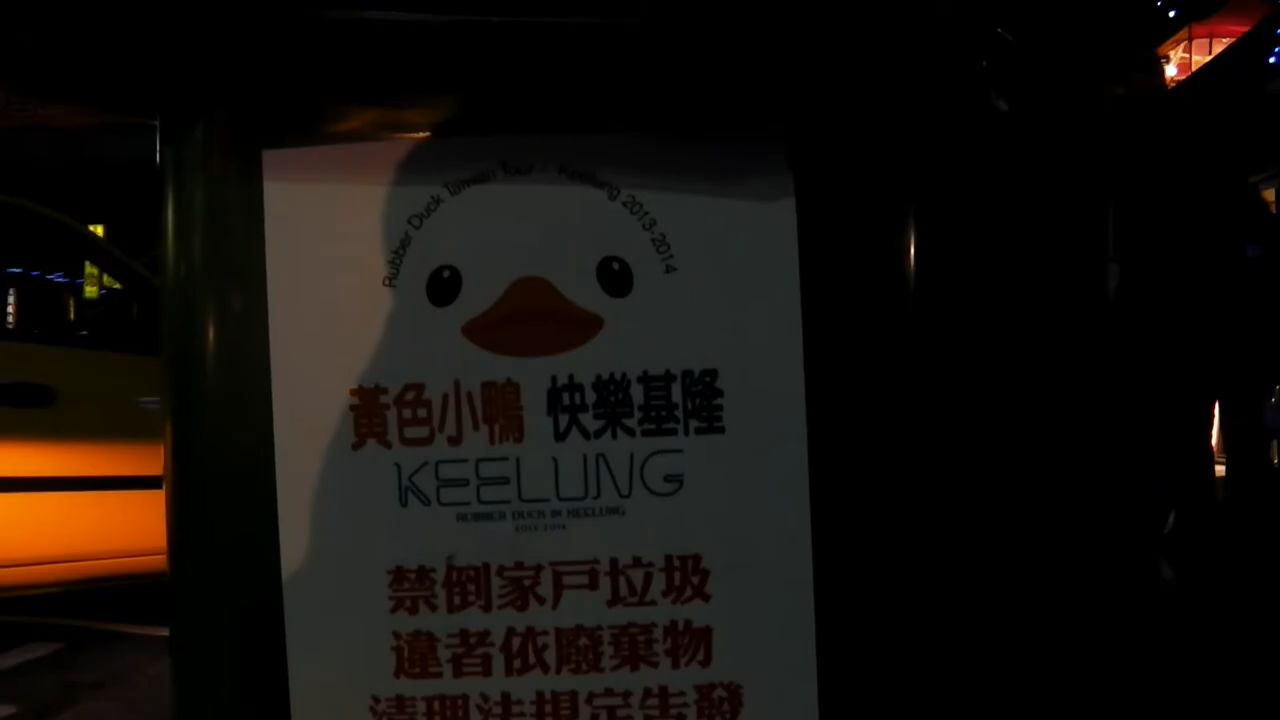 Rubber Duck Taiwan Tour - Keelung 2013-2014
黃色小鴨 快樂基隆
KEELUNG
RUBBER DUCK IN KEELUNG
2013-2014
禁倒家戶垃圾
違者依廢棄物
清理法規定告發